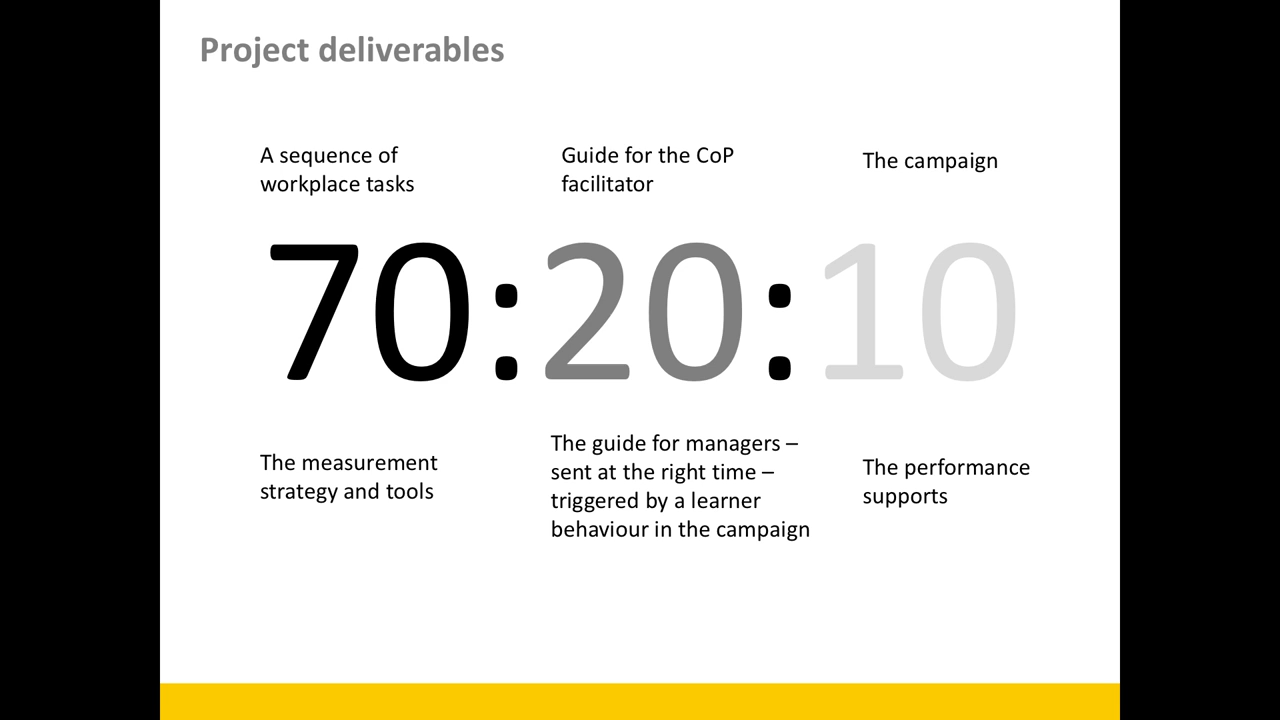 Project deliverables
A sequence of
workplace tasks
Guide for the CoP
facilitator
The campaign
70:20:10
The measurement
strategy and tools
The guide for managers –
sent at the right time –
triggered by a learner
behaviour in the campaign
The performance
supports